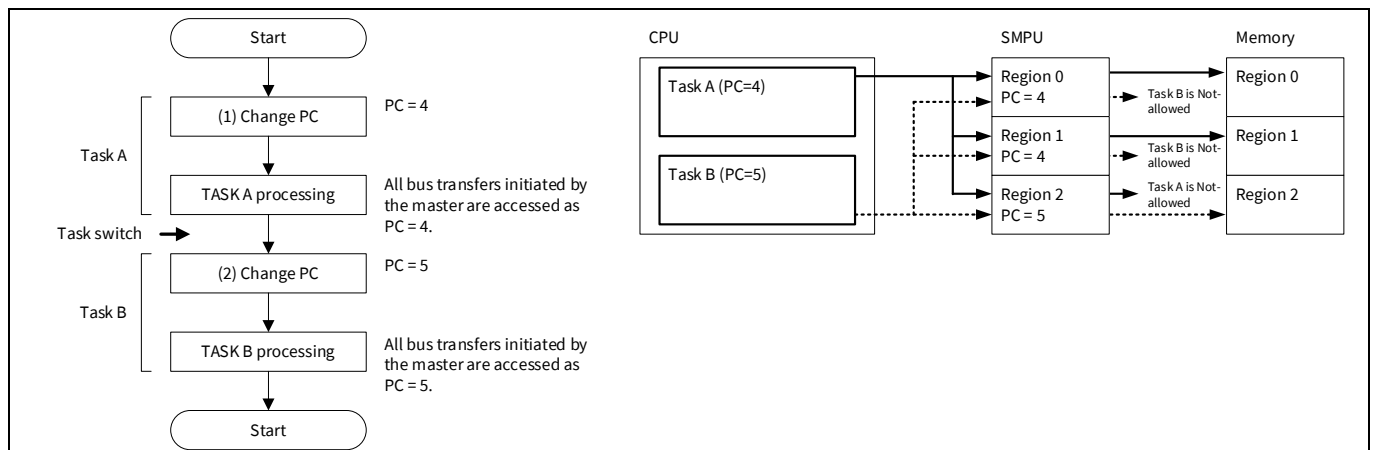 Start
(1) Change PC
PC = 4
Task A
TASK A processing
All bus transfers initiated by
the master are accessed as
PC = 4.
Task switch
(2) Change PC
PC = 5
Task B
TASK B processing
All bus transfers initiated by
the master are accessed as
PC = 5.
Start
CPU
Task A (PC=4)
Task B (PC=5)
SMPU
Region 0
PC = 4
Region 1
PC = 4
Region 2
PC = 5
Task B is Not-
allowed
Task B is Not-
allowed
Task A is Not-
allowed
Memory
Region 0
Region 1
Region 2